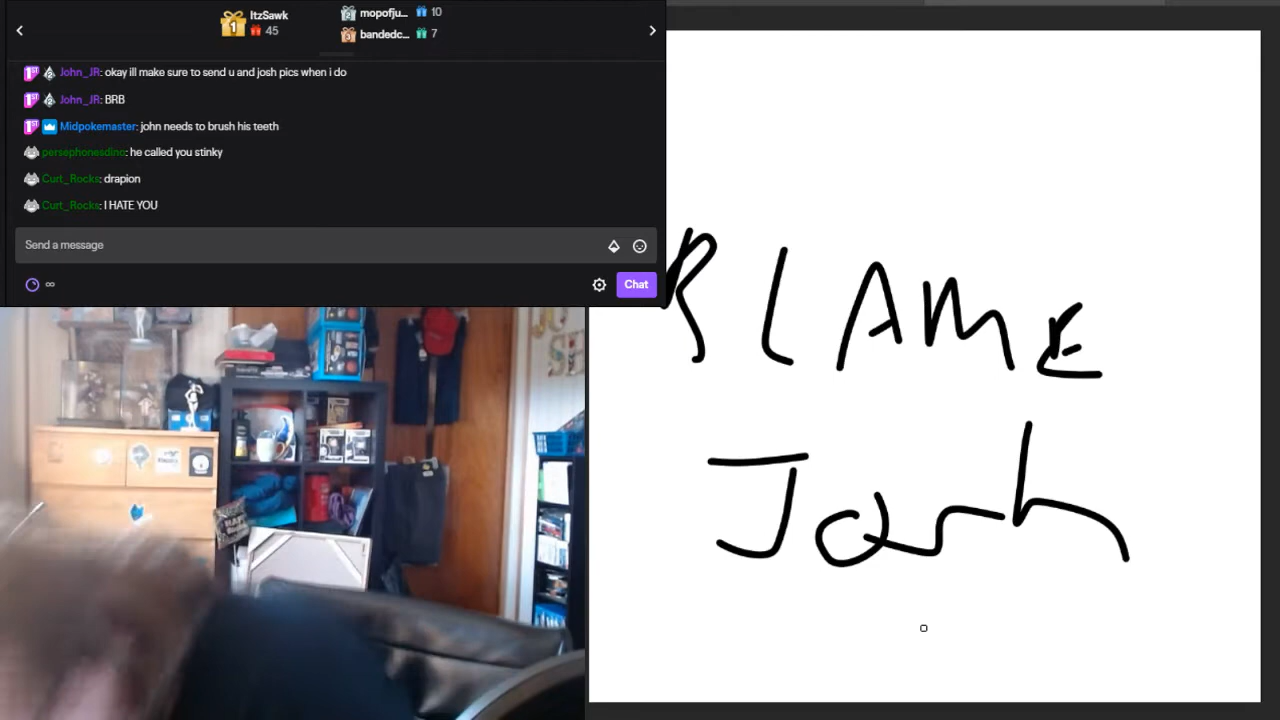 ItzSawk
45
mopofju... 10
bandedc... 7
John_JR: okay ill make sure to send u and josh pics when i do
John_JR: BRB
Midpokemaster: john needs to brush his teeth
persephonesdino: he called you stinky
Curt_Rocks: drapion
Curt_Rocks: I HATE YOU
Send a message
Chat
BLAME
Josh